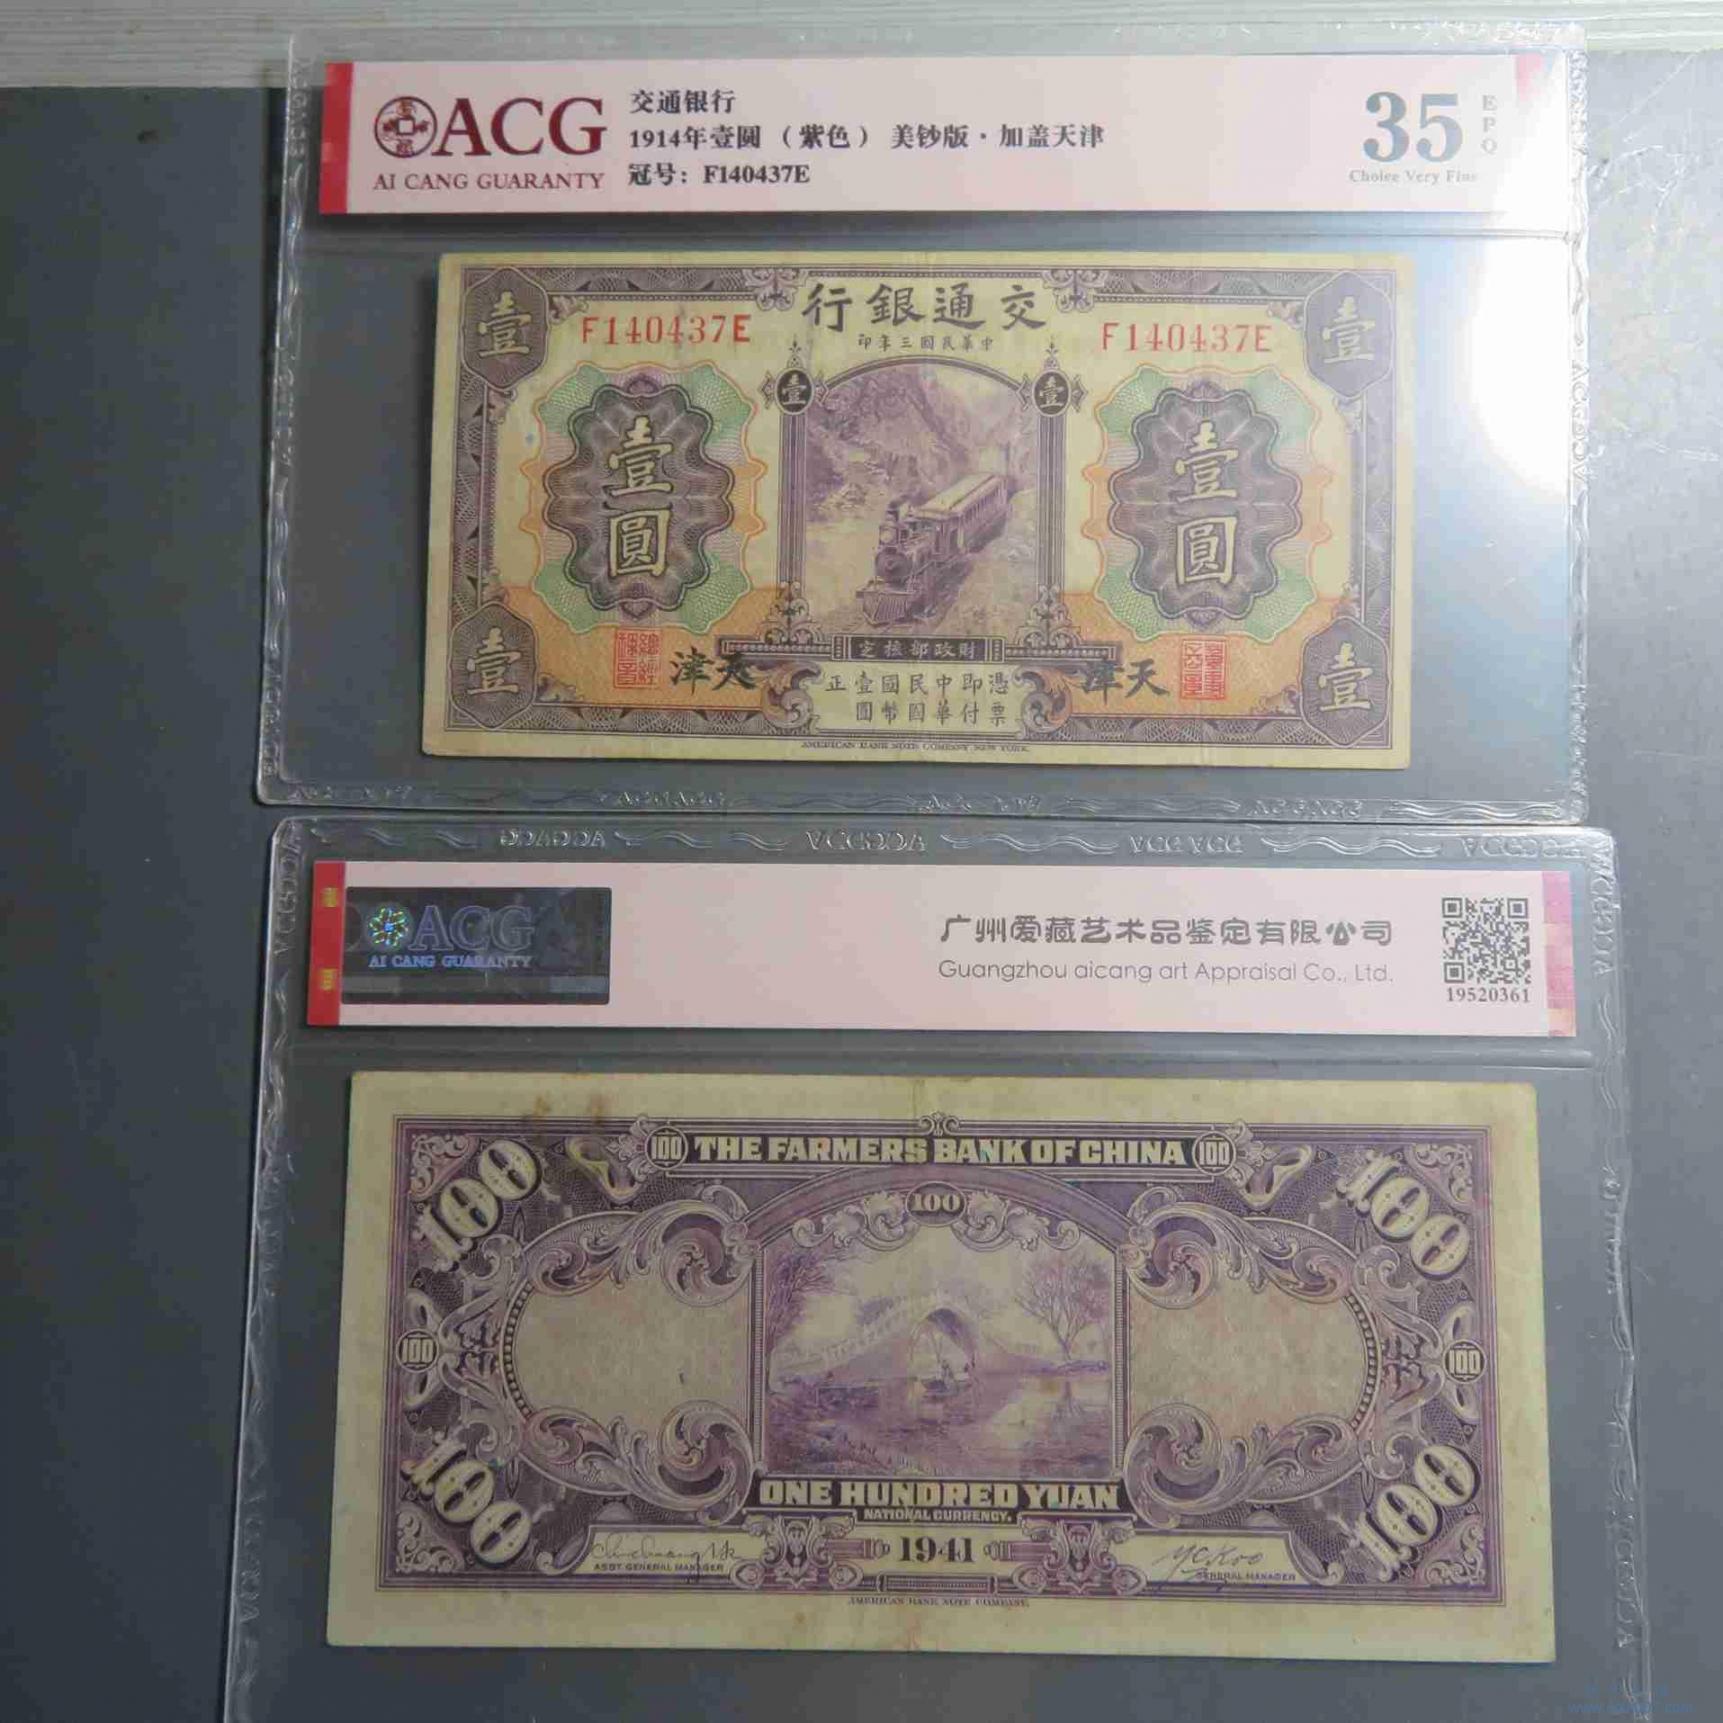 ACG
AI CANG GUARANTY
交通银行
1914年壹圆 （紫色） 美钞版·加盖天津
冠号: F140437E
35
EPQ
Choice Very Fine
行銀通交
印年三國民華中
F140437E
F140437E
壹
壹
壹
壹
壹圓
壹圓
壹
壹
定核部政財
津天
津天
正壹國民中即憑
圓幣國華付票
AMERICAN BANK NOTE COMPANY, NEW YORK.
ACG
AI CANG GUARANTY
广州爱藏艺术品鉴定有限公司
Guangzhou aicang art Appraisal Co., Ltd.
19520361
100 THE FARMERS BANK OF CHINA 100
100
100
100
100
100
100
100
ONE HUNDRED YUAN
NATIONAL CURRENCY.
1941
ASST GENERAL MANAGER
GENERAL MANAGER
AMERICAN BANK NOTE COMPANY.